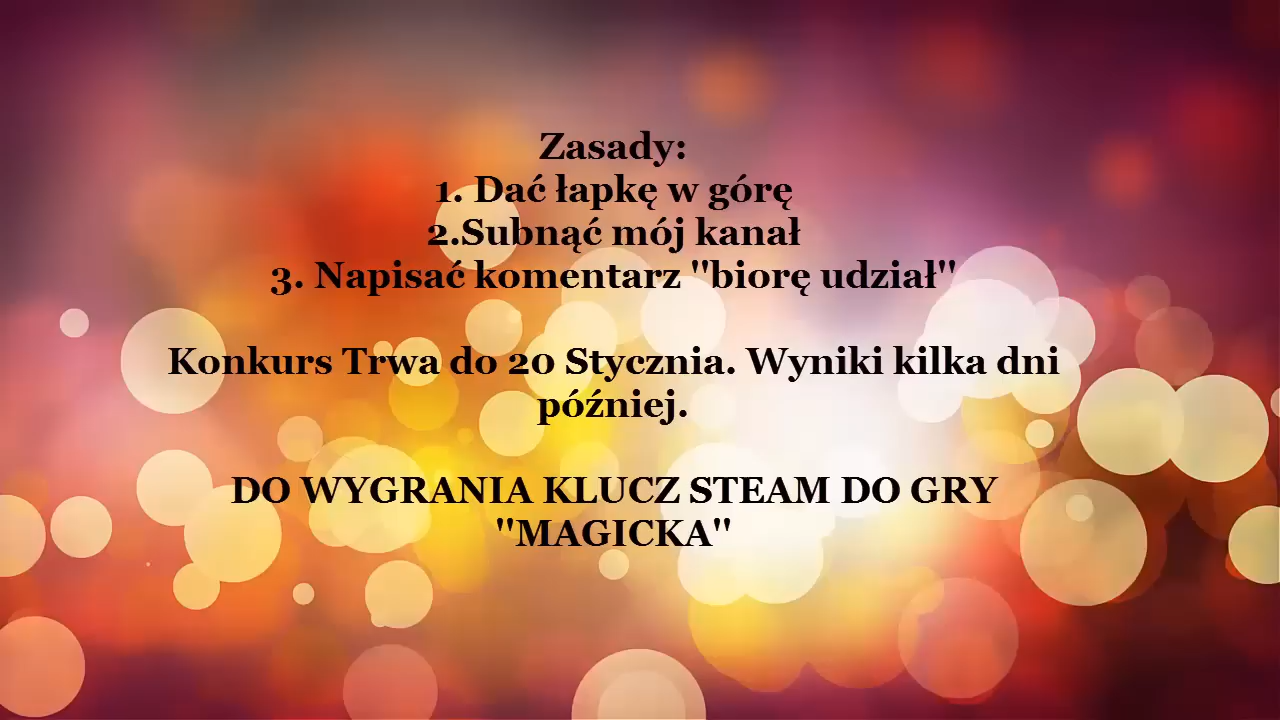 Zasady:
1. Dać łapkę w górę
2.Subnąć mój kanał
3. Napisać komentarz "biorę udział"
Konkurs Trwa do 20 Stycznia. Wyniki kilka dni
później.
DO WYGRANIA KLUCZ STEAM DO GRY
"MAGICKA"